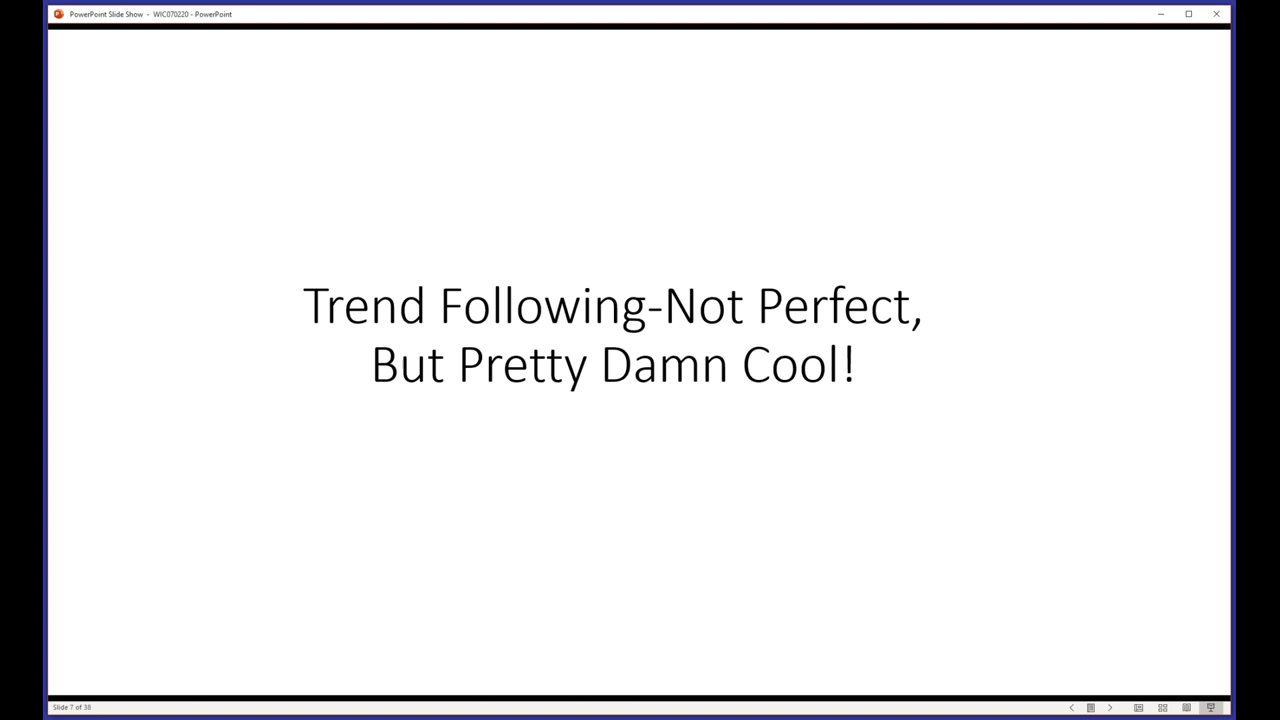 PowerPoint Slide Show - WIC070220 - PowerPoint
Trend Following-Not Perfect,
But Pretty Damn Cool!
Slide 7 of 38